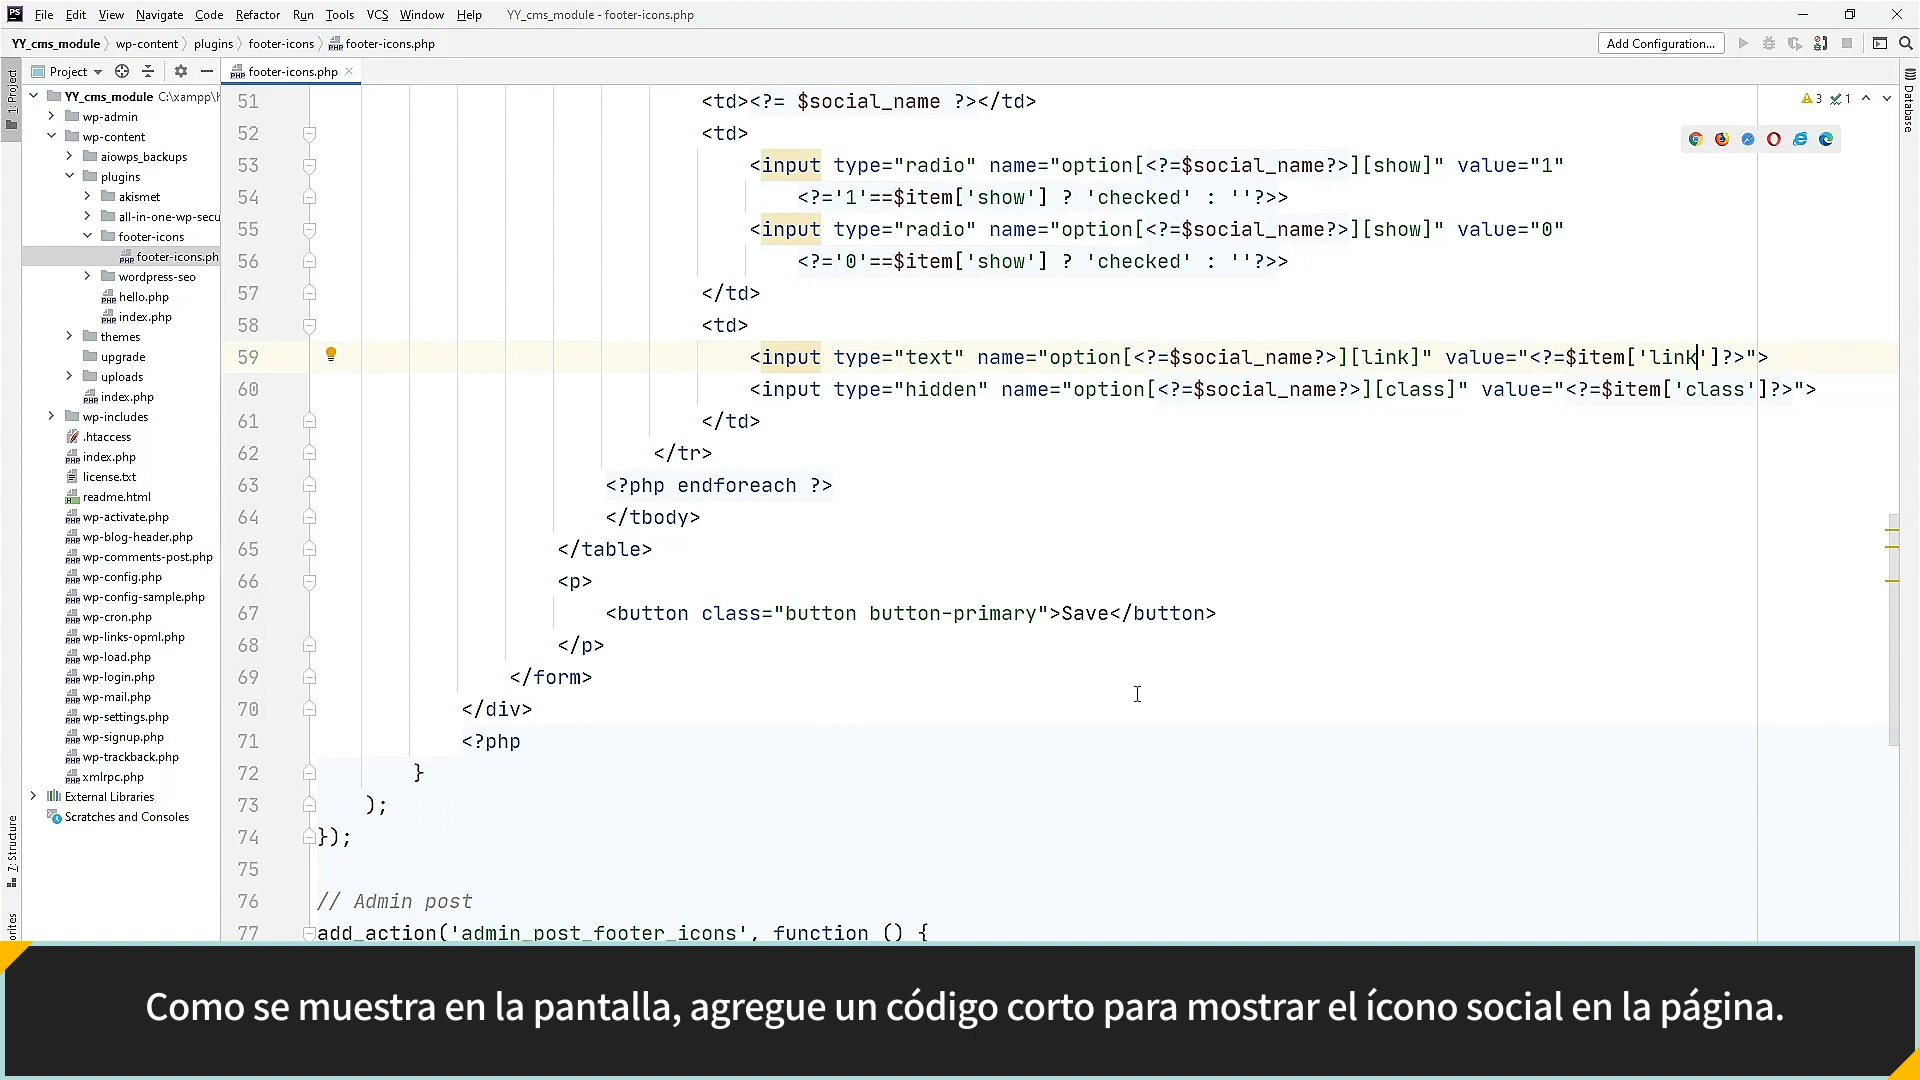 File Edit View Navigate Code Refactor Run Tools VCS Window Help YY_cms_module - footer-icons.php
YY_cms_module wp-content plugins footer-icons footer-icons.php Add Configuration...
Project footer-icons.php
1: Project
Database
7: Structure
orites
YY_cms_module C:\xampp\h
wp-admin
wp-content
aiowps_backups
plugins
akismet
all-in-one-wp-secu
footer-icons
footer-icons.ph
wordpress-seo
hello.php
index.php
themes
upgrade
uploads
index.php
wp-includes
.htaccess
index.php
license.txt
readme.html
wp-activate.php
wp-blog-header.php
wp-comments-post.php
wp-config.php
wp-config-sample.php
wp-cron.php
wp-links-opml.php
wp-load.php
wp-login.php
wp-mail.php
wp-settings.php
wp-signup.php
wp-trackback.php
xmlrpc.php
External Libraries
Scratches and Consoles
3 1
51 <td><?= $social_name ?></td>
52 <td>
53 <input type="radio" name="option[<?=$social_name?>][show]" value="1"
54 <?='1'==$item['show'] ? 'checked' : ''?>>
55 <input type="radio" name="option[<?=$social_name?>][show]" value="0"
56 <?='0'==$item['show'] ? 'checked' : ''?>>
57 </td>
58 <td>
59 <input type="text" name="option[<?=$social_name?>][link]" value="<?=$item['link']?>">
60 <input type="hidden" name="option[<?=$social_name?>][class]" value="<?=$item['class']?>">
61 </td>
62 </tr>
63 <?php endforeach ?>
64 </tbody>
65 </table>
66 <p>
67 <button class="button button-primary">Save</button>
68 </p>
69 </form>
70 </div>
71 <?php
72 }
73 );
74 });
75
76 // Admin post
77 add_action('admin_post_footer_icons', function () {
Como se muestra en la pantalla, agregue un código corto para mostrar el ícono social en la página.